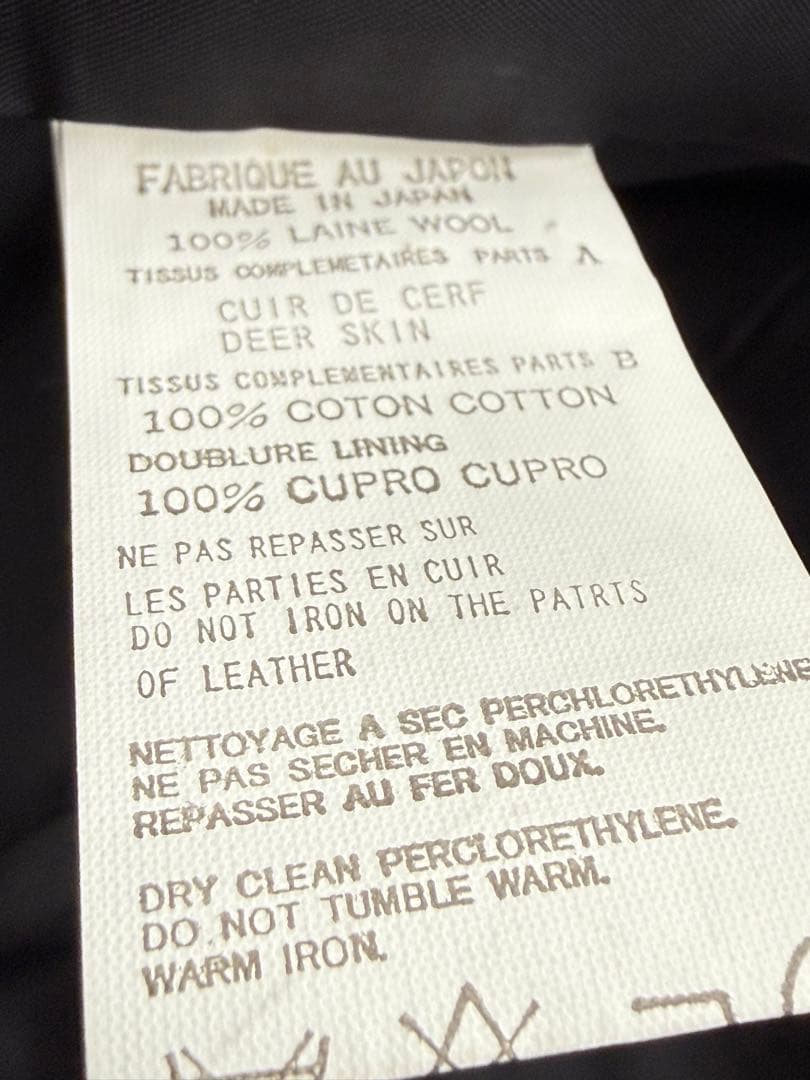 FABRIQUE AU JAPON
MADE IN JAPAN
100% LAINE WOOL
TISSUS COMPLEMETAIRES PARTS A
CUIR DE CERF
DEER SKIN
TISSUS COMPLEMENTAIRES PARTS B
100% COTON COTTON
DOUBLURE LINING
100% CUPRO CUPRO
NE PAS REPASSER SUR
LES PARTIES EN CUIR
DO NOT IRON ON THE PATRTS
OF LEATHER
NETTOYAGE A SEC PERCHLORETHYLENE
NE PAS SECHER EN MACHINE.
REPASSER AU FER DOUX.
DRY CLEAN PERCLORETHYLENE.
DO NOT TUMBLE WARM.
WARM IRON.